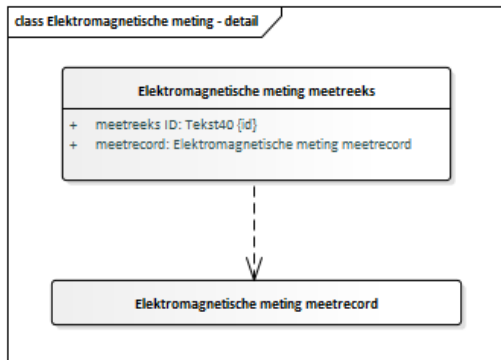 class Elektromagnetische meting - detail
Elektromagnetische meting meetreeks
+ meetreeks ID: Tekst40 {id}
+ meetrecord: Elektromagnetische meting meetrecord
Elektromagnetische meting meetrecord